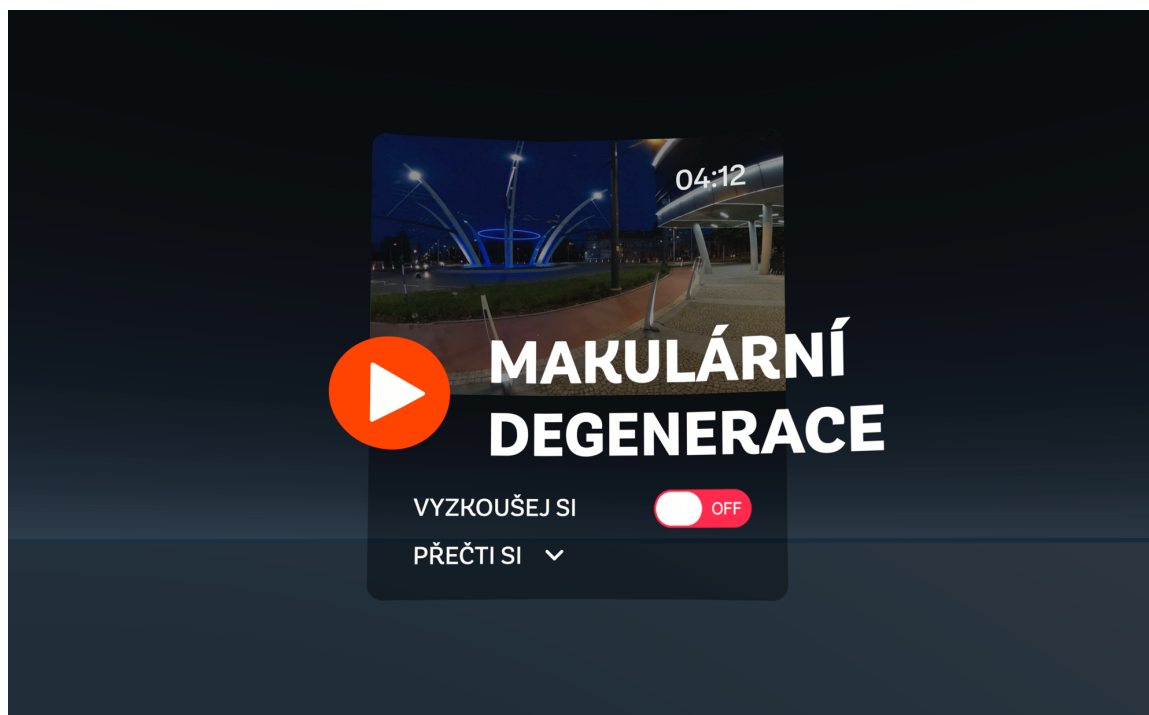 04:12
MAKULÁRNÍ
DEGENERACE
VYZKOUŠEJ SI
OFF
PŘEČTI SI